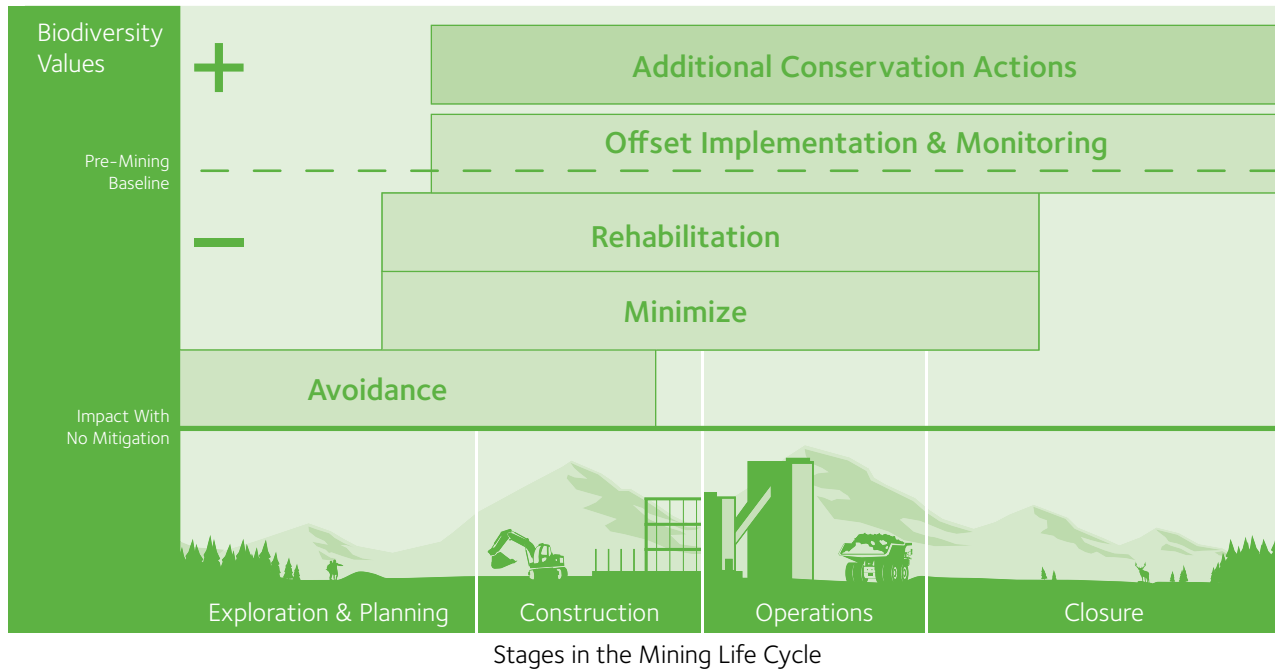 Biodiversity
Values
+
Additional Conservation Actions
Offset Implementation & Monitoring
Pre-Mining
Baseline
–
Rehabilitation
Minimize
Avoidance
Impact With
No Mitigation
Exploration & Planning
Construction
Operations
Closure
Stages in the Mining Life Cycle